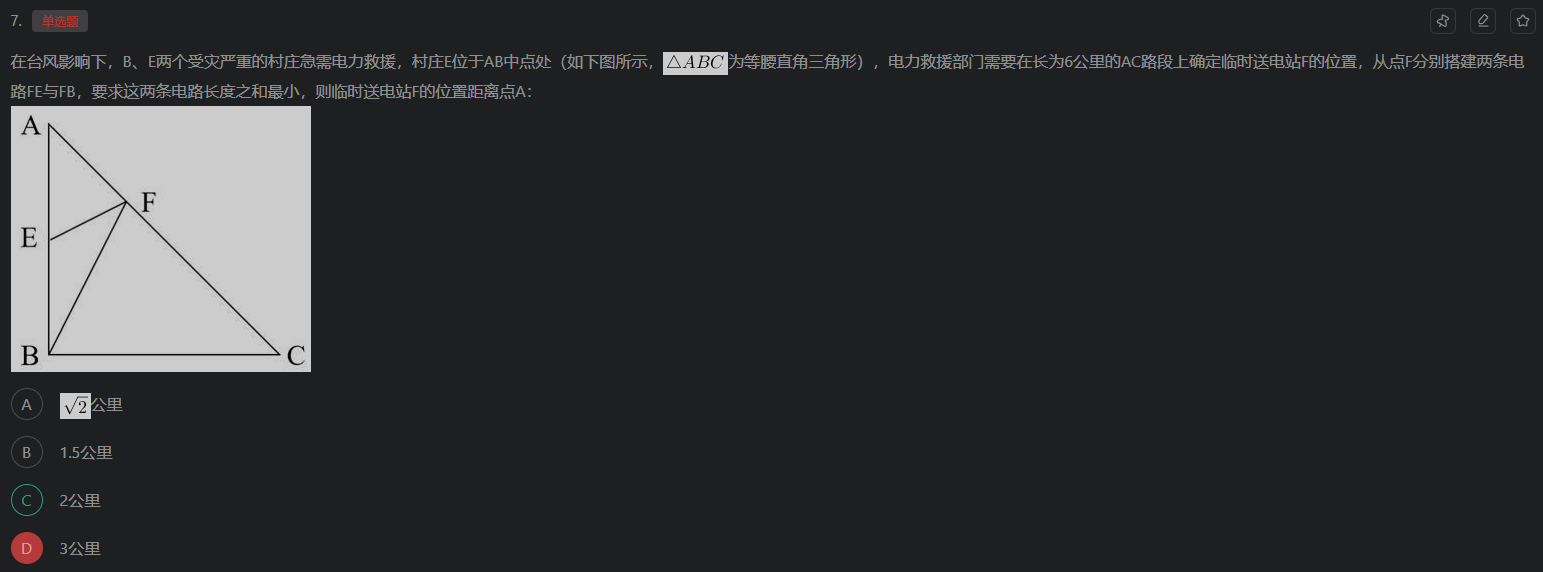 7. 单选题
在台风影响下，B、E两个受灾严重的村庄急需电力救援，村庄E位于AB中点处（如下图所示，△ABC为等腰直角三角形），电力救援部门需要在长为6公里的AC路段上确定临时送电站F的位置，从点F分别搭建两条电
路FE与FB，要求这两条电路长度之和最小，则临时送电站F的位置距离点A：
A
F
E
B
C
A √2公里
B 1.5公里
C 2公里
D 3公里